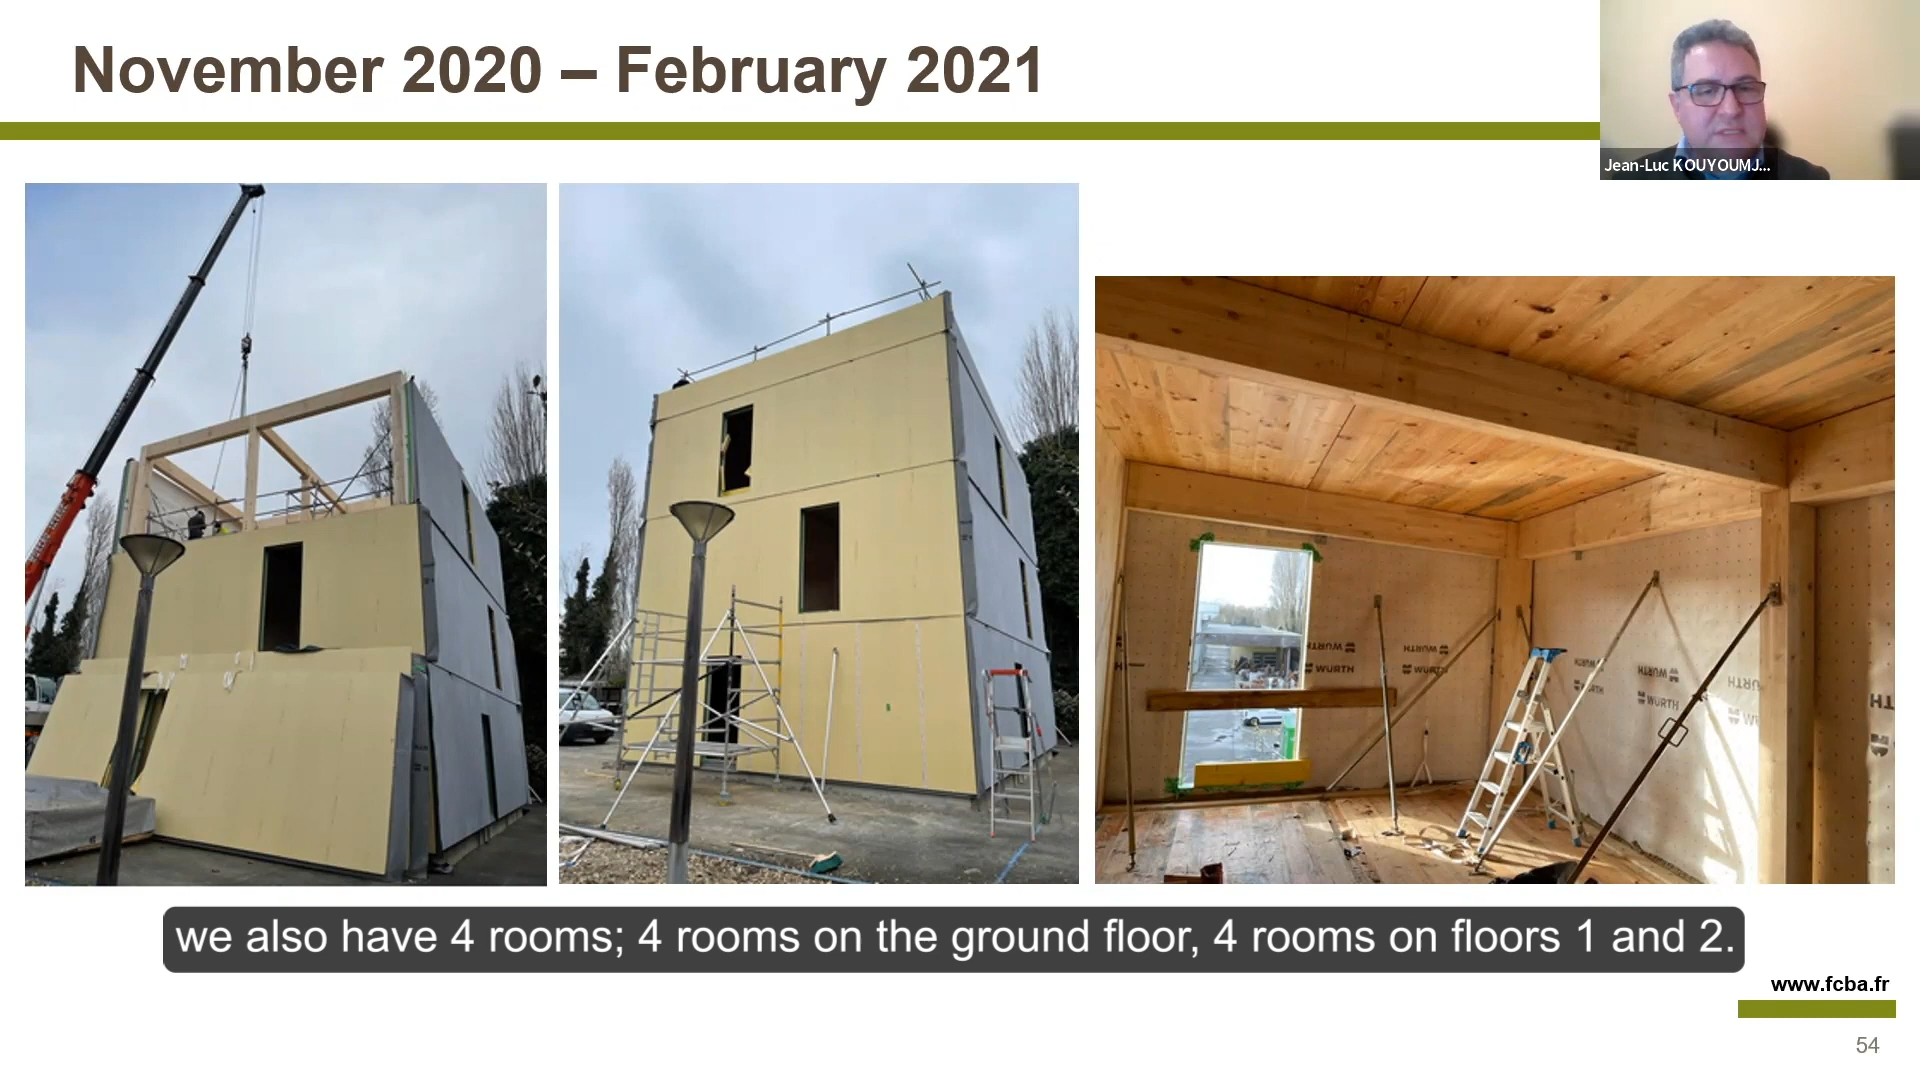 November 2020 – February 2021
Jean-Luc KOUYOUMJ...
WURTH
WURTH
WURTH
WURTH
WURTH
we also have 4 rooms; 4 rooms on the ground floor, 4 rooms on floors 1 and 2.
www.fcba.fr
54